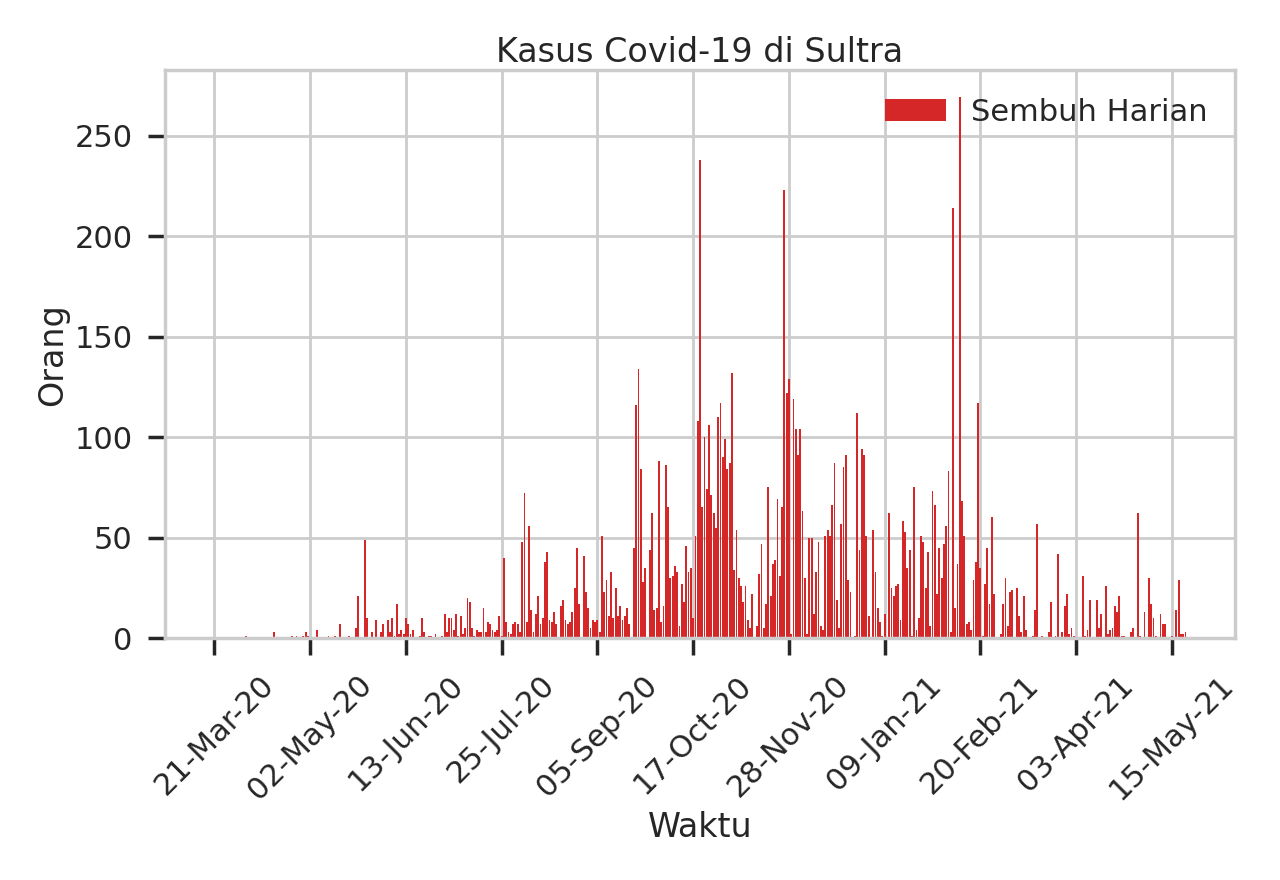 Kasus Covid-19 di Sultra
Sembuh Harian
Orang
250
200
150
100
50
0
21-Mar-20
02-May-20
13-Jun-20
25-Jul-20
05-Sep-20
17-Oct-20
28-Nov-20
09-Jan-21
20-Feb-21
03-Apr-21
15-May-21
Waktu